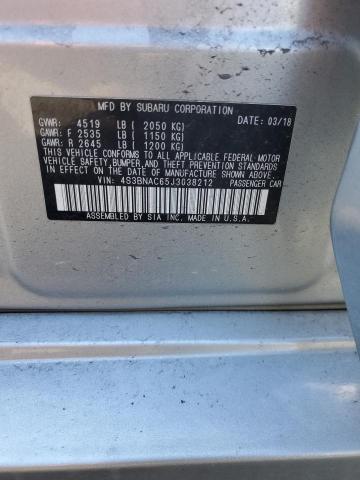 MFD BY SUBARU CORPORATION
GVWR: 4519 LB ( 2050 KG) DATE: 03/18
GAWR: F 2535 LB ( 1150 KG)
GAWR: R 2645 LB ( 1200 KG)
THIS VEHICLE CONFORMS TO ALL APPLICABLE FEDERAL MOTOR
VEHICLE SAFETY, BUMPER, AND THEFT PREVENTION STANDARDS
IN EFFECT ON THE DATE OF MANUFACTURE SHOWN ABOVE.
VIN: 4S3BNAC65J3038212 PASSENGER CAR
ASSEMBLED BY SIA INC. MADE IN U.S.A.